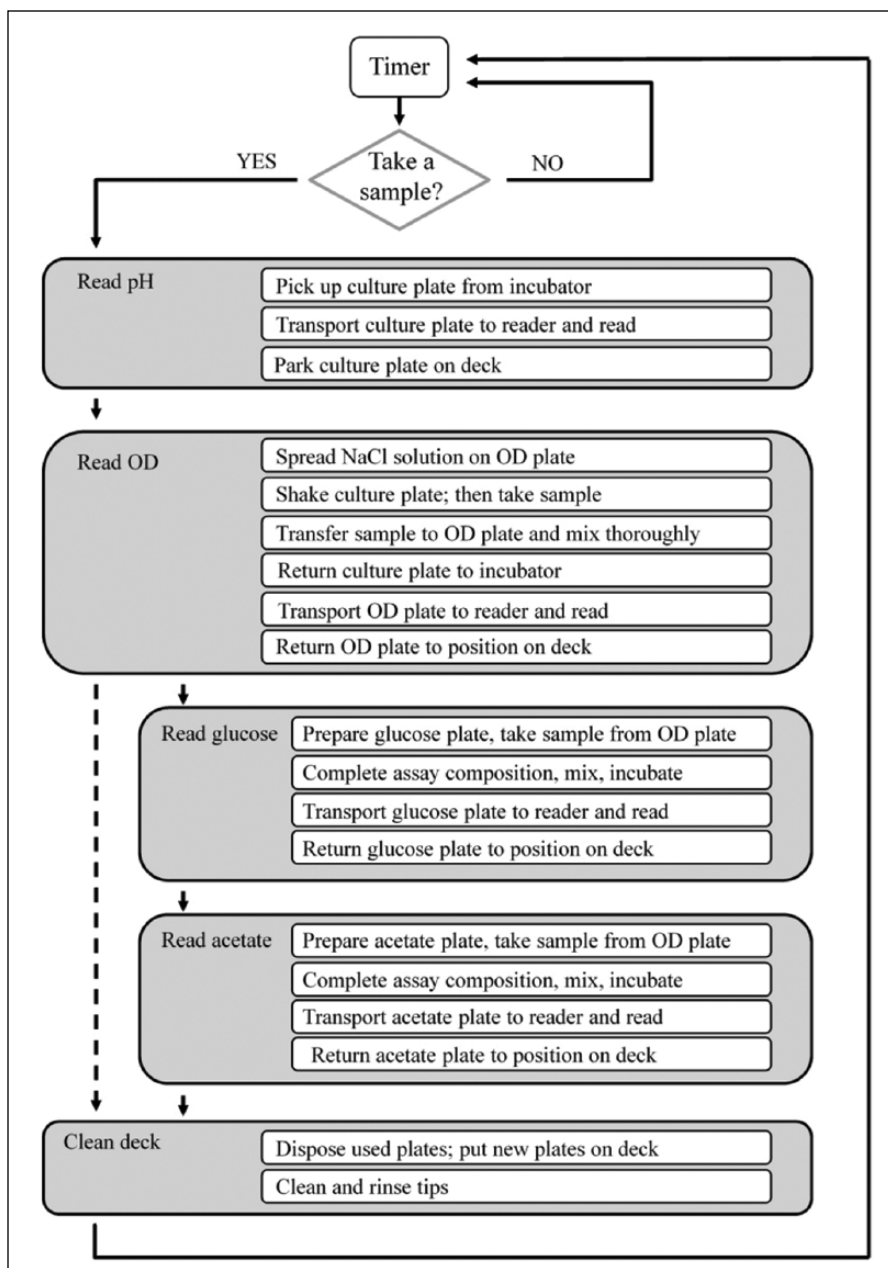 Timer
Take a
sample?
YES
NO
Read pH
Pick up culture plate from incubator
Transport culture plate to reader and read
Park culture plate on deck
Read OD
Spread NaCl solution on OD plate
Shake culture plate; then take sample
Transfer sample to OD plate and mix thoroughly
Return culture plate to incubator
Transport OD plate to reader and read
Return OD plate to position on deck
Read glucose
Prepare glucose plate, take sample from OD plate
Complete assay composition, mix, incubate
Transport glucose plate to reader and read
Return glucose plate to position on deck
Read acetate
Prepare acetate plate, take sample from OD plate
Complete assay composition, mix, incubate
Transport acetate plate to reader and read
Return acetate plate to position on deck
Clean deck
Dispose used plates; put new plates on deck
Clean and rinse tips